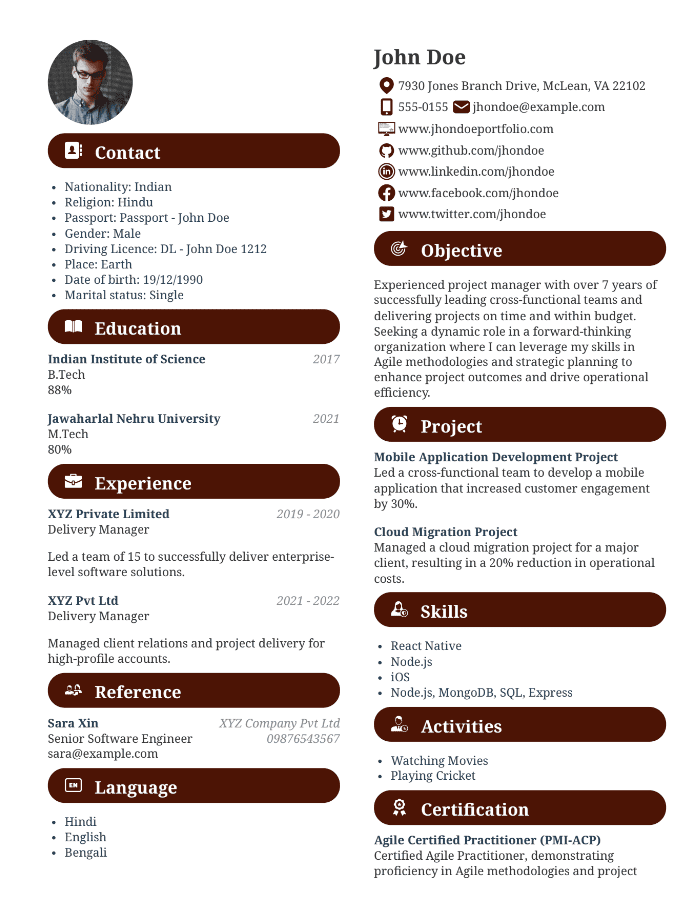 Contact
• Nationality: Indian
• Religion: Hindu
• Passport: Passport - John Doe
• Gender: Male
• Driving Licence: DL - John Doe 1212
• Place: Earth
• Date of birth: 19/12/1990
• Marital status: Single
Education
Indian Institute of Science 2017
B.Tech
88%
Jawaharlal Nehru University 2021
M.Tech
80%
Experience
XYZ Private Limited 2019 - 2020
Delivery Manager
Led a team of 15 to successfully deliver enterprise-
level software solutions.
XYZ Pvt Ltd 2021 - 2022
Delivery Manager
Managed client relations and project delivery for
high-profile accounts.
Reference
Sara Xin XYZ Company Pvt Ltd
Senior Software Engineer 09876543567
sara@example.com
EN Language
• Hindi
• English
• Bengali
John Doe
7930 Jones Branch Drive, McLean, VA 22102
555-0155 jhondoe@example.com
www.jhondoeportfolio.com
www.github.com/jhondoe
www.linkedin.com/jhondoe
www.facebook.com/jhondoe
www.twitter.com/jhondoe
Objective
Experienced project manager with over 7 years of
successfully leading cross-functional teams and
delivering projects on time and within budget.
Seeking a dynamic role in a forward-thinking
organization where I can leverage my skills in
Agile methodologies and strategic planning to
enhance project outcomes and drive operational
efficiency.
Project
Mobile Application Development Project
Led a cross-functional team to develop a mobile
application that increased customer engagement
by 30%.
Cloud Migration Project
Managed a cloud migration project for a major
client, resulting in a 20% reduction in operational
costs.
Skills
• React Native
• Node.js
• iOS
• Node.js, MongoDB, SQL, Express
Activities
• Watching Movies
• Playing Cricket
Certification
Agile Certified Practitioner (PMI-ACP)
Certified Agile Practitioner, demonstrating
proficiency in Agile methodologies and project